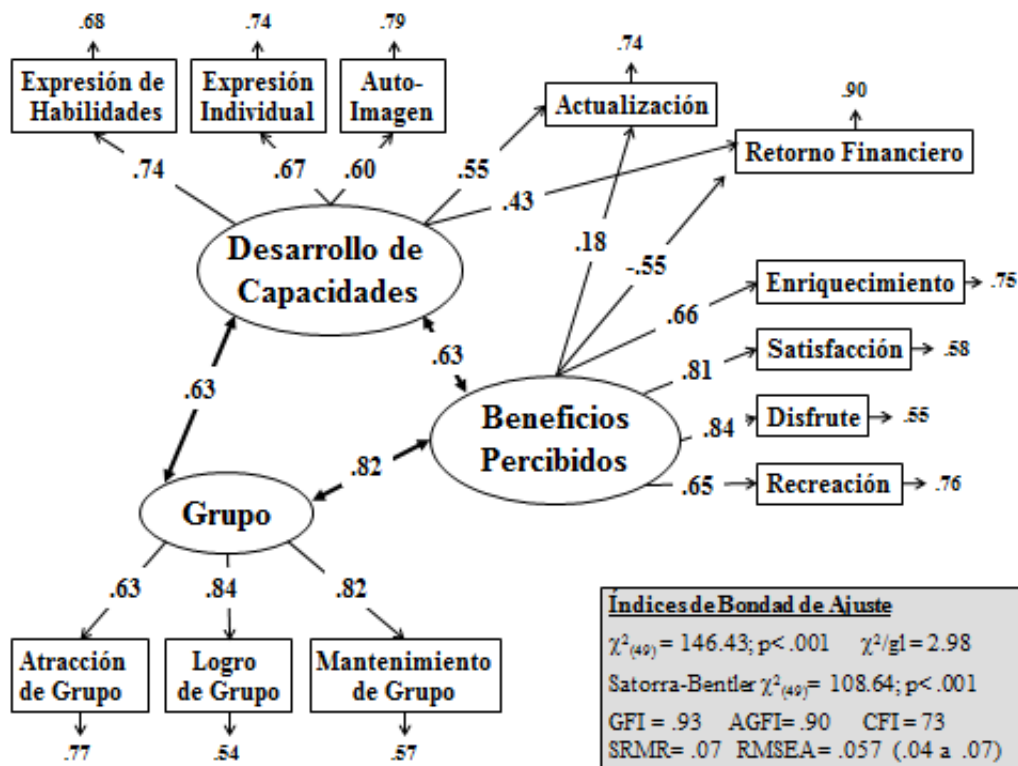 .68
.74
.79
.74
.90
Expresión de
Habilidades
Expresión
Individual
Auto-
Imagen
Actualización
Retorno Financiero
.74
.67
.60
.55
.43
Desarrollo de
Capacidades
.18
-.55
.66
Enriquecimiento
.75
.63
.63
.81
Satisfacción
.58
Beneficios
Percibidos
.84
Disfrute
.55
.82
.65
Recreación
.76
Grupo
.63
.84
.82
Atracción
de Grupo
Logro
de Grupo
Mantenimiento
de Grupo
.77
.54
.57
Índices de Bondad de Ajuste
χ²₍₄₉₎ = 146.43; p< .001 χ²/gl = 2.98
Satorra-Bentler χ²₍₄₉₎= 108.64; p< .001
GFI = .93 AGFI= .90 CFI = 73
SRMR= .07 RMSEA= .057 (.04 a .07)